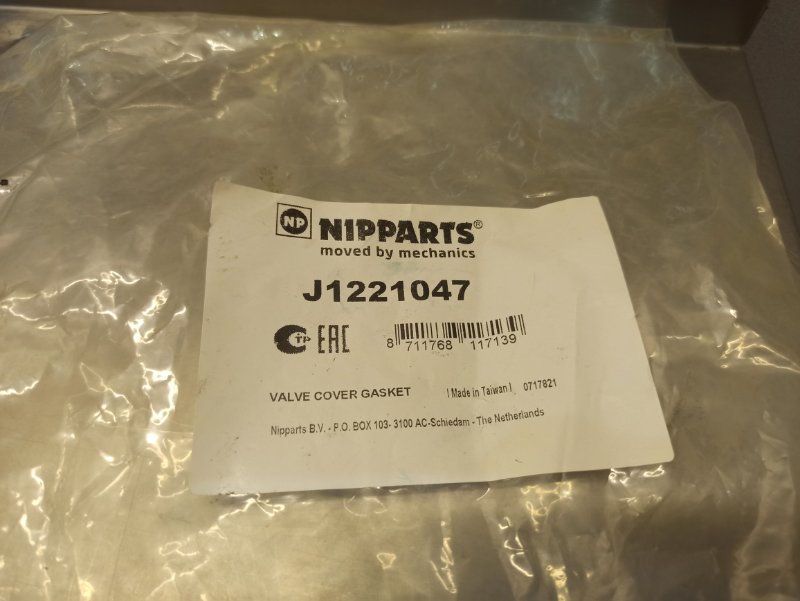 NP NIPPARTS®
moved by mechanics
J1221047
CTP EAC
8 711768 117139
VALVE COVER GASKET | Made in Taiwan | 0717821
Nipparts B.V. - P.O. BOX 103- 3100 AC-Schiedam - The Netherlands